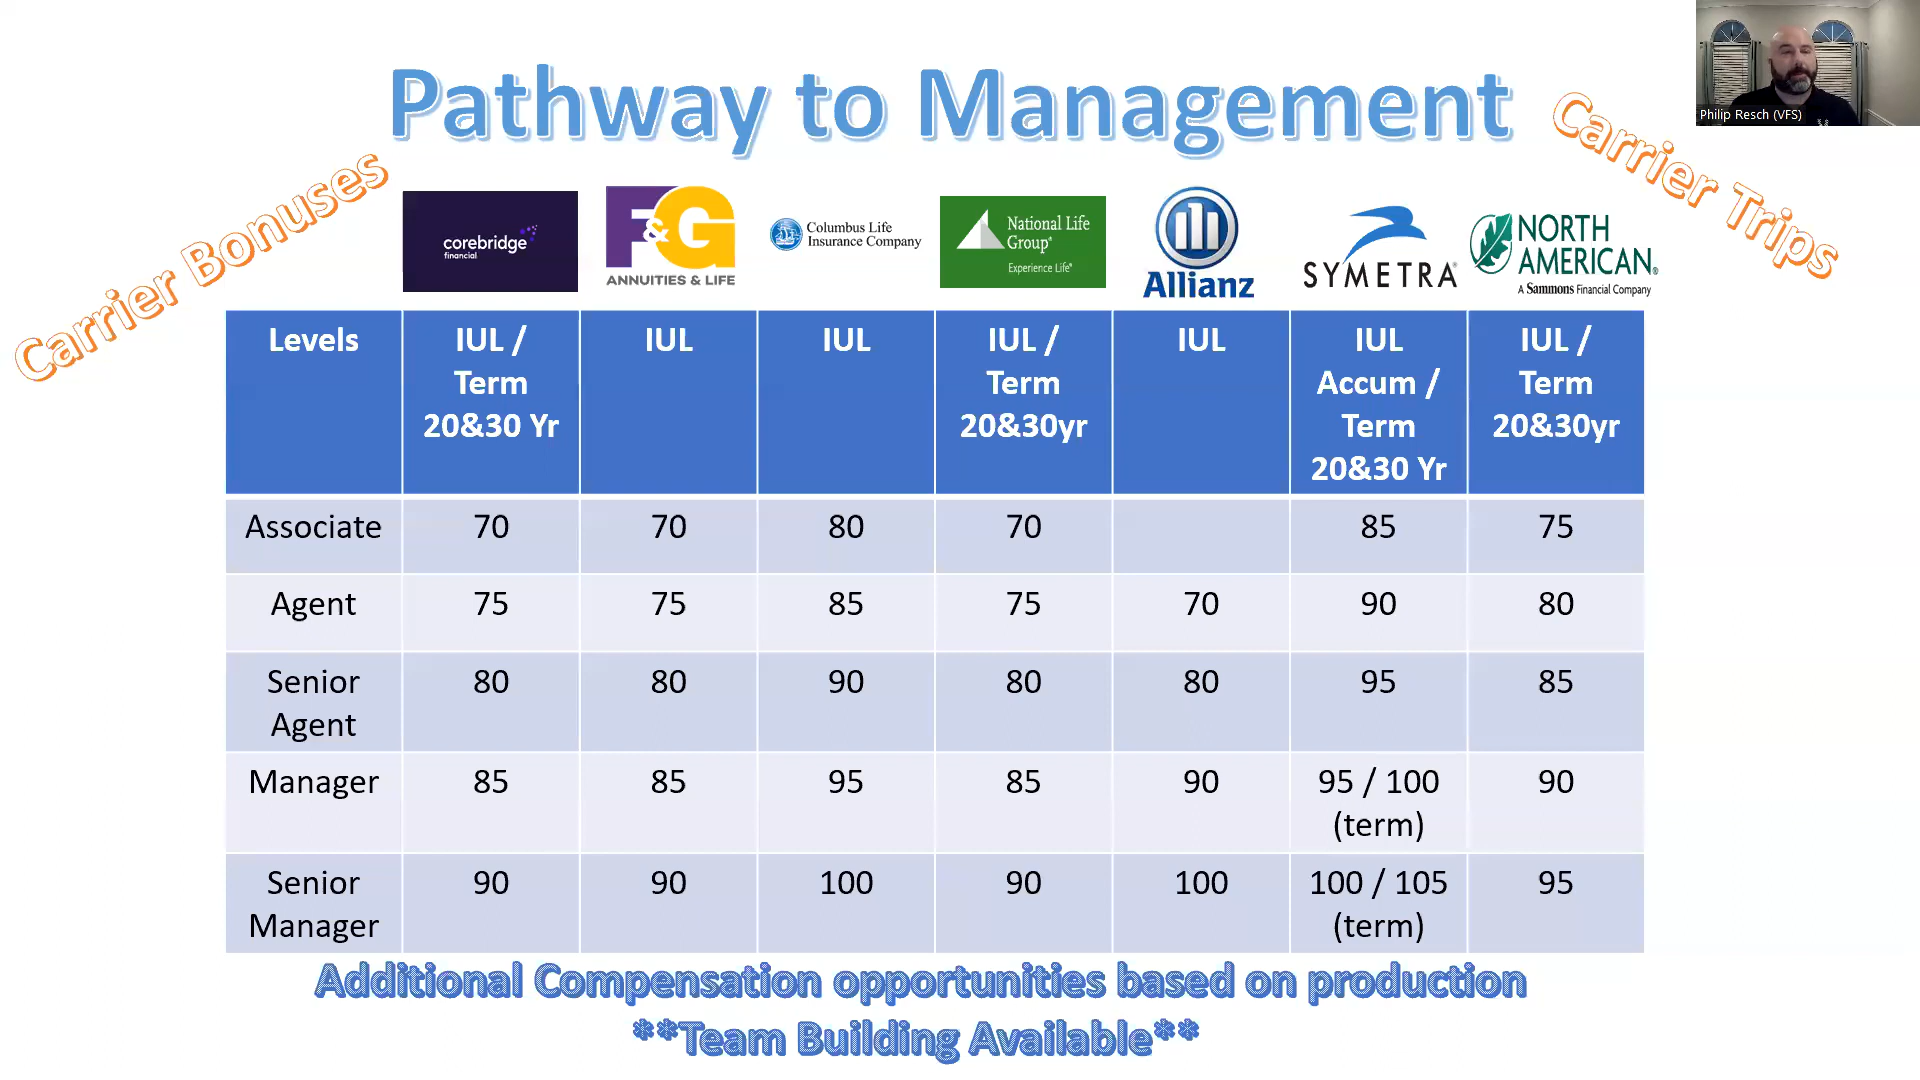 Pathway to Management
Philip Resch (VFS)
Carrier Bonuses
Carrier Trips
corebridge
financial
F&G
ANNUITIES & LIFE
Columbus Life
Insurance Company
National Life
Group®
Experience Life®
Allianz
SYMETRA
NORTH
AMERICAN®
A Sammons Financial Company
Levels
IUL /
Term
20&30 Yr
IUL
IUL
IUL /
Term
20&30yr
IUL
IUL
Accum /
Term
20&30 Yr
IUL /
Term
20&30yr
Associate 70 70 80 70 85 75
Agent 75 75 85 75 70 90 80
Senior
Agent
80 80 90 80 80 95 85
Manager 85 85 95 85 90 95 / 100
(term)
90
Senior
Manager
90 90 100 90 100 100 / 105
(term)
95
Additional Compensation opportunities based on production
**Team Building Available**